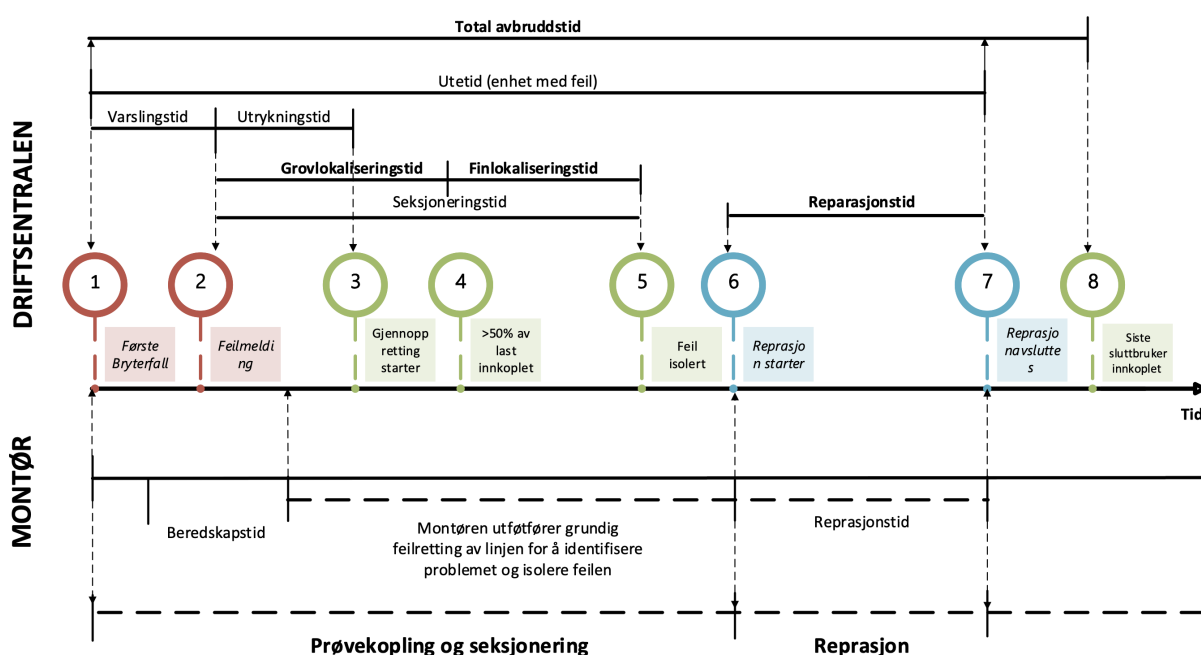 Total avbruddstid
Utetid (enhet med feil)
Varslingstid
Utrykningstid
Grovlokaliseringstid
Finlokaliseringstid
Seksjoneringstid
Reparasjonstid
DRIFTSENTRALEN
1
2
3
4
5
6
7
8
Første
Bryterfall
Feilmeldi
ng
Gjennopp
retting
starter
>50% av
last
innkoplet
Feil
isolert
Reprasjo
n starter
Reprasjo
navslutte
s
Siste
sluttbruker
innkoplet
Tid
MONTØR
Beredskapstid
Montøren utføtfører grundig
feilretting av linjen for å identifisere
problemet og isolere feilen
Reprasjonstid
Prøvekopling og seksjonering
Reprasjon